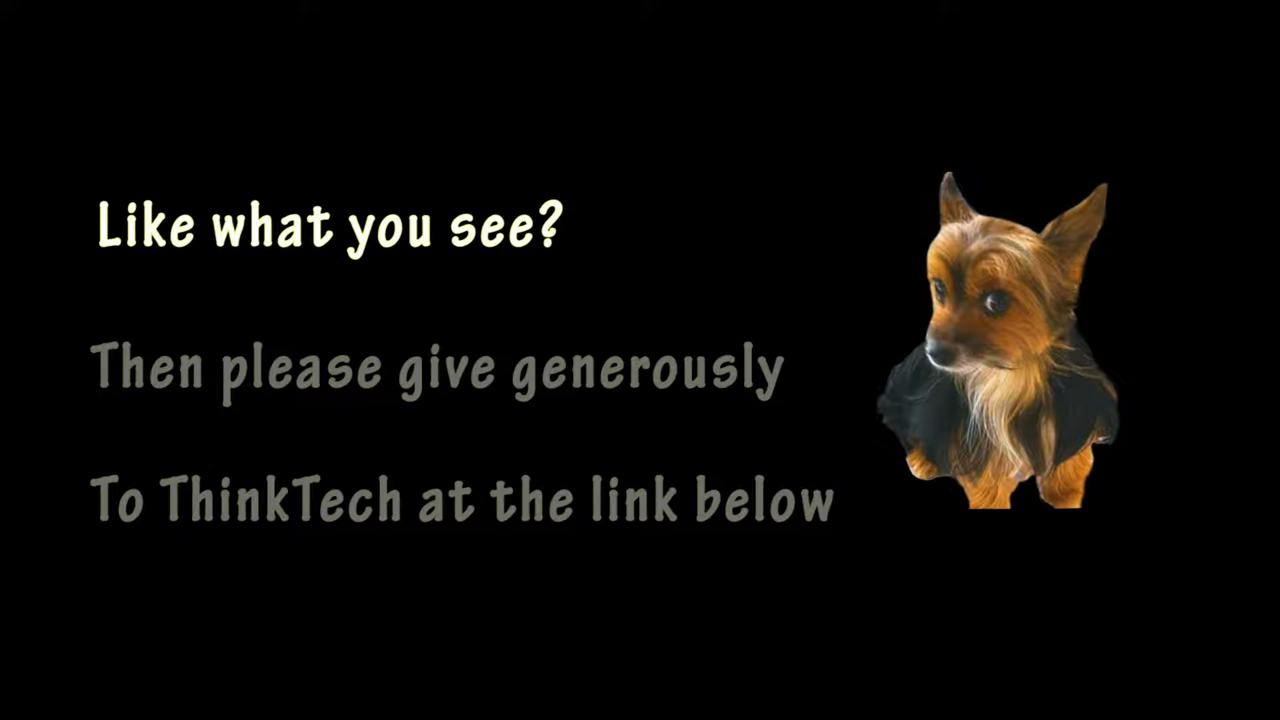 Like what you see?
Then please give generously
To ThinkTech at the link below